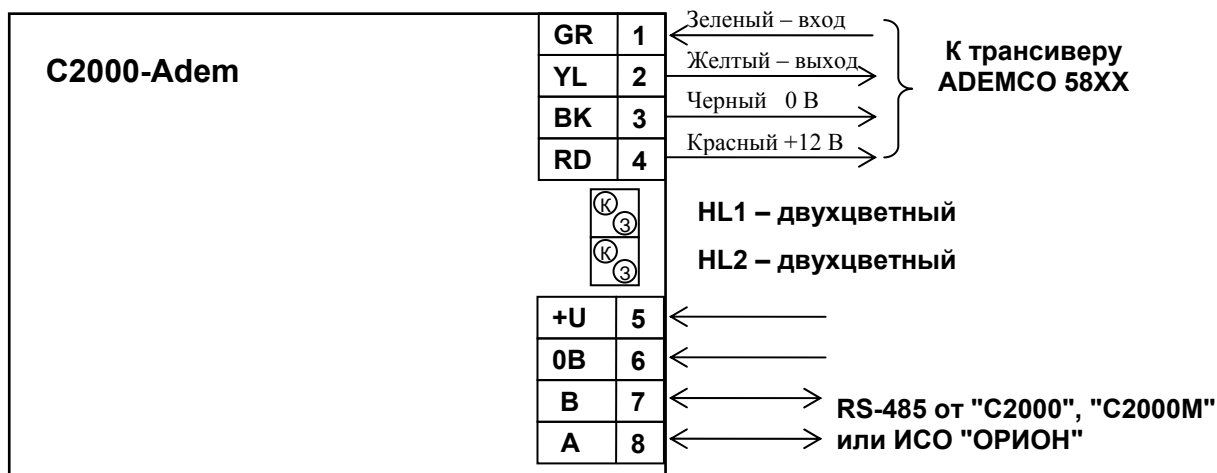 C2000-Adem
GR 1 Зеленый – вход
YL 2 Желтый – выход
BK 3 Черный 0 В
RD 4 Красный +12 В
К трансиверу
ADEMCO 58XX
К З HL1 – двухцветный
К З HL2 – двухцветный
+U 5
0В 6
B 7
A 8
RS-485 от "С2000", "С2000М"
или ИСО "ОРИОН"